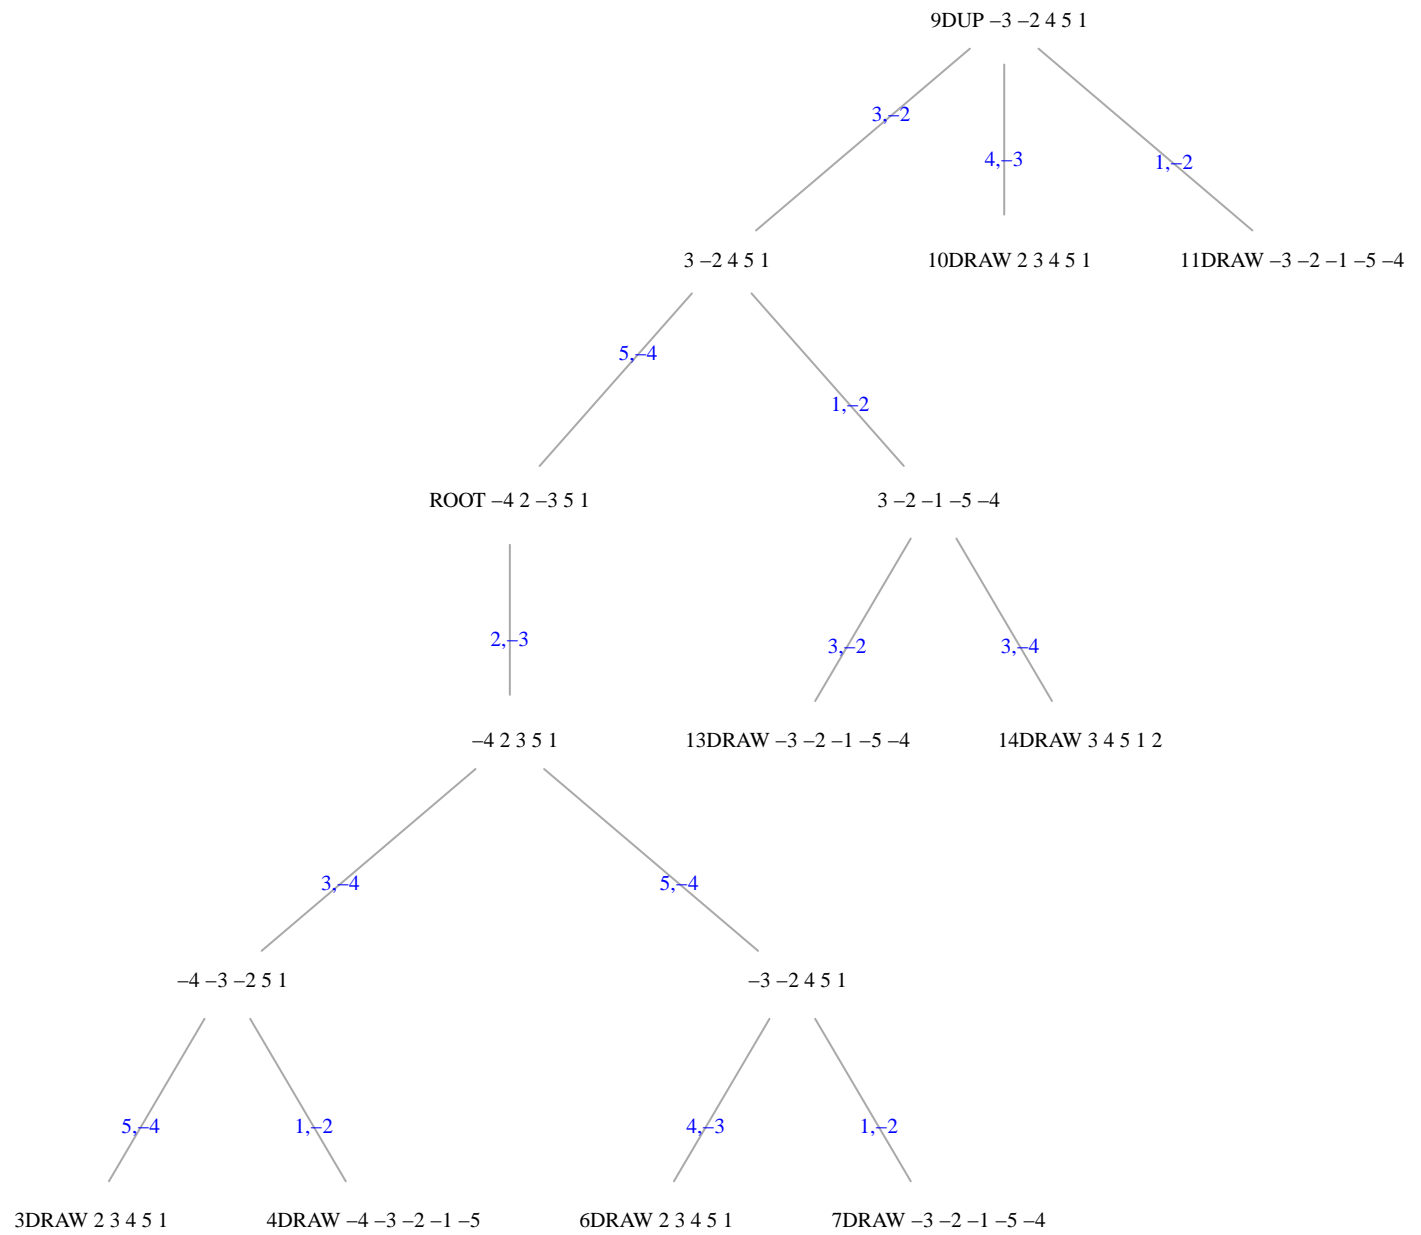 9DUP –3 –2 4 5 1
3,–2
4,–3
1,–2
3 –2 4 5 1
10DRAW 2 3 4 5 1
11DRAW –3 –2 –1 –5 –4
5,–4
1,–2
ROOT –4 2 –3 5 1
3 –2 –1 –5 –4
2,–3
3,–2
3,–4
–4 2 3 5 1
13DRAW –3 –2 –1 –5 –4
14DRAW 3 4 5 1 2
3,–4
5,–4
–4 –3 –2 5 1
–3 –2 4 5 1
5,–4
1,–2
4,–3
1,–2
3DRAW 2 3 4 5 1
4DRAW –4 –3 –2 –1 –5
6DRAW 2 3 4 5 1
7DRAW –3 –2 –1 –5 –4